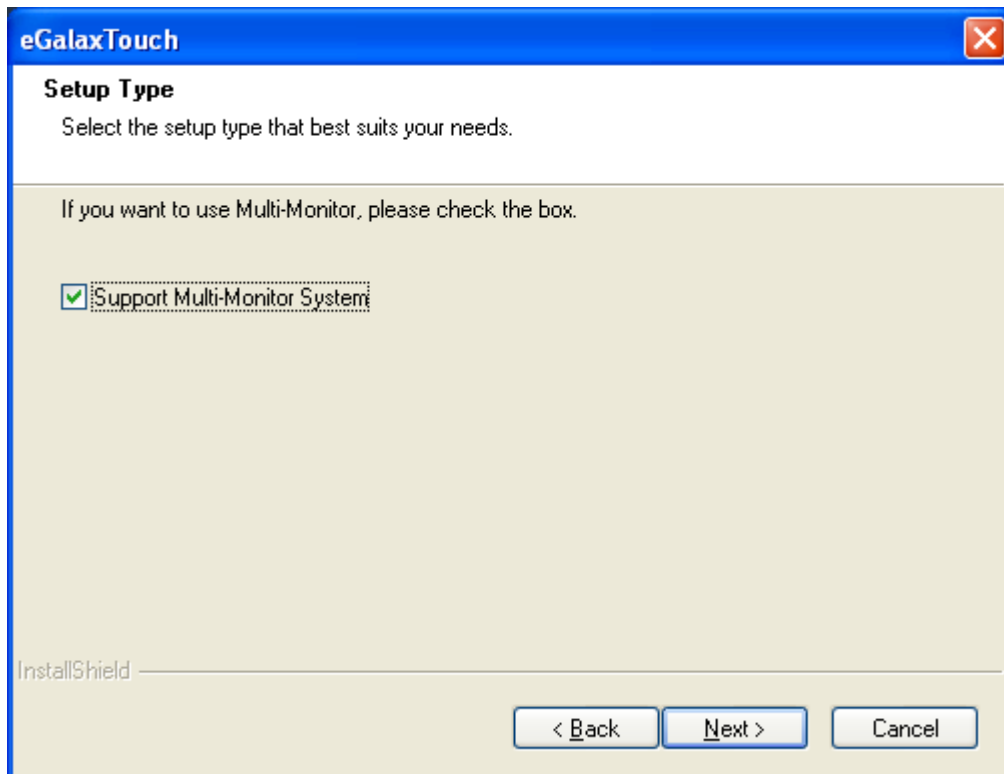 eGalaxTouch
Setup Type
Select the setup type that best suits your needs.
If you want to use Multi-Monitor, please check the box.
Support Multi-Monitor System
InstallShield
< Back
Next >
Cancel